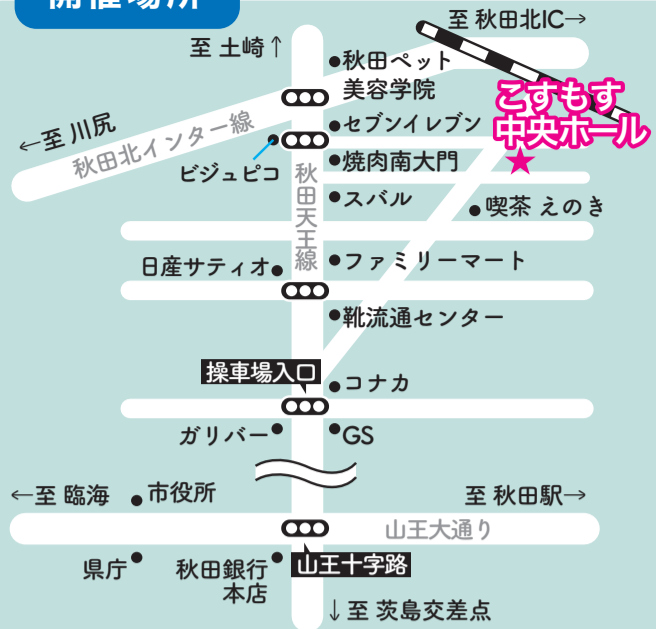 開催場所
至 秋田北IC→
至 土崎↑
秋田ペット
美容学院
こすもす
中央ホール
←至 川尻
秋田北インター線
セブンイレブン
ビジュピコ
焼肉南大門
秋田天王線
スバル
喫茶 えのき
日産サティオ
ファミリーマート
靴流通センター
操車場入口
コナカ
ガリバー
GS
←至 臨海
市役所
至 秋田駅→
山王大通り
県庁
秋田銀行
本店
山王十字路
↓至 茨島交差点